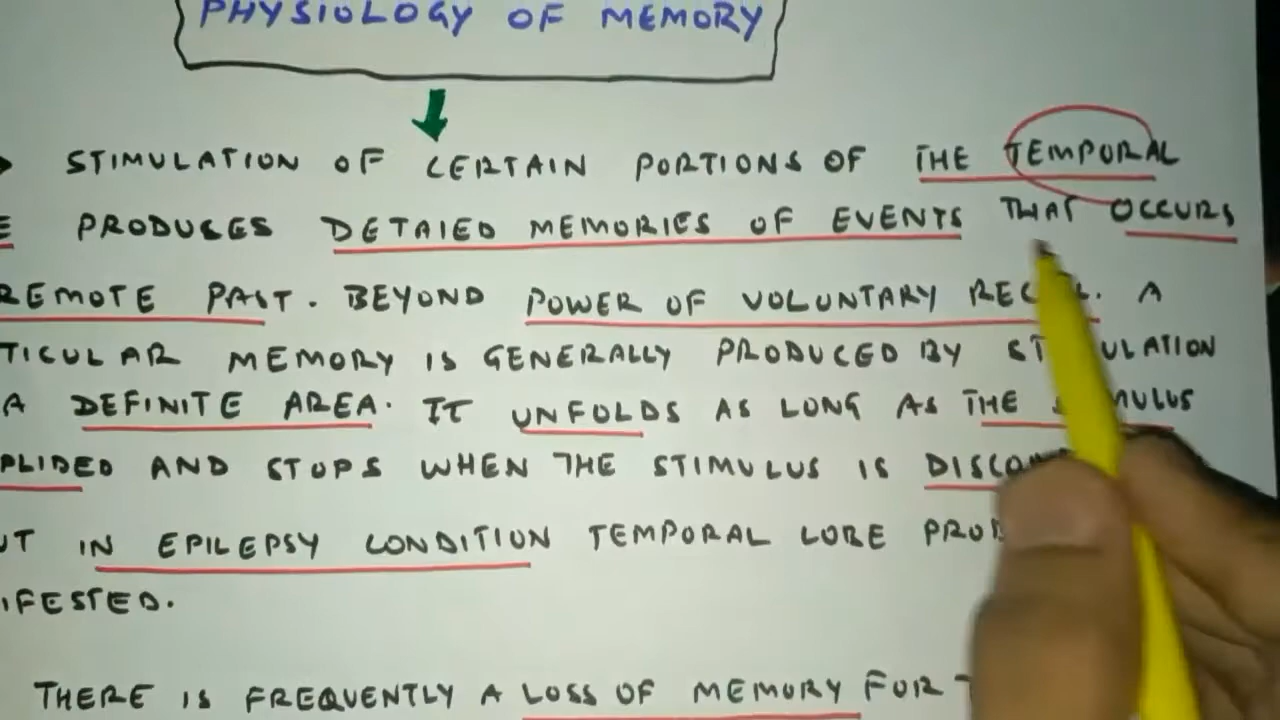 PHYSIOLOGY OF MEMORY
STIMULATION OF CERTAIN PORTIONS OF THE TEMPORAL
PRODUCES DETAIED MEMORIES OF EVENTS THAT OCCURS
REMOTE PAST. BEYOND POWER OF VOLUNTARY
A
TICULAR MEMORY IS GENERALLY PRODUCED BY ST ULATION
A DEFINITE AREA. IT UNFOLDS AS LONG AS THE MULUS
PLIDED AND STOPS WHEN THE STIMULUS IS
IN EPILEPSY CONDITION TEMPORAL LOBE
IFESTED.
THERE IS FREQUENTLY A LOSS OF MEMORY FOR